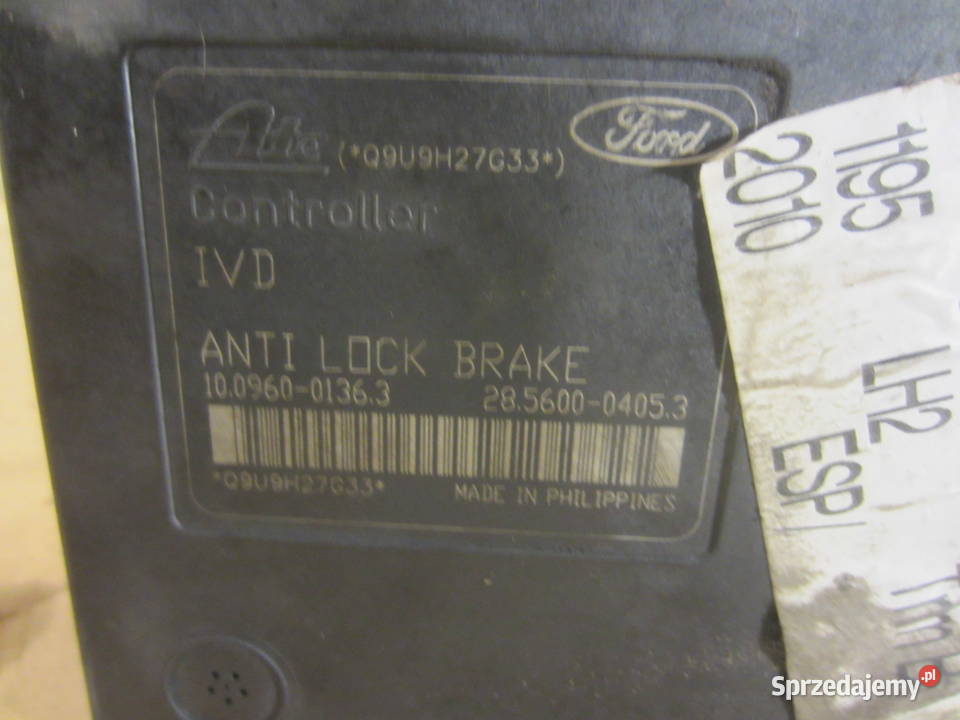 Ate (*Q9U9H27G33*) Ford
Controller
IVD
ANTI LOCK BRAKE
10.0960-0136.3 28.5600-0405.3
*Q9U9H27G33* MADE IN PHILIPPINES
1195 LH2
2010 ESP
Sprzedajemy.pl